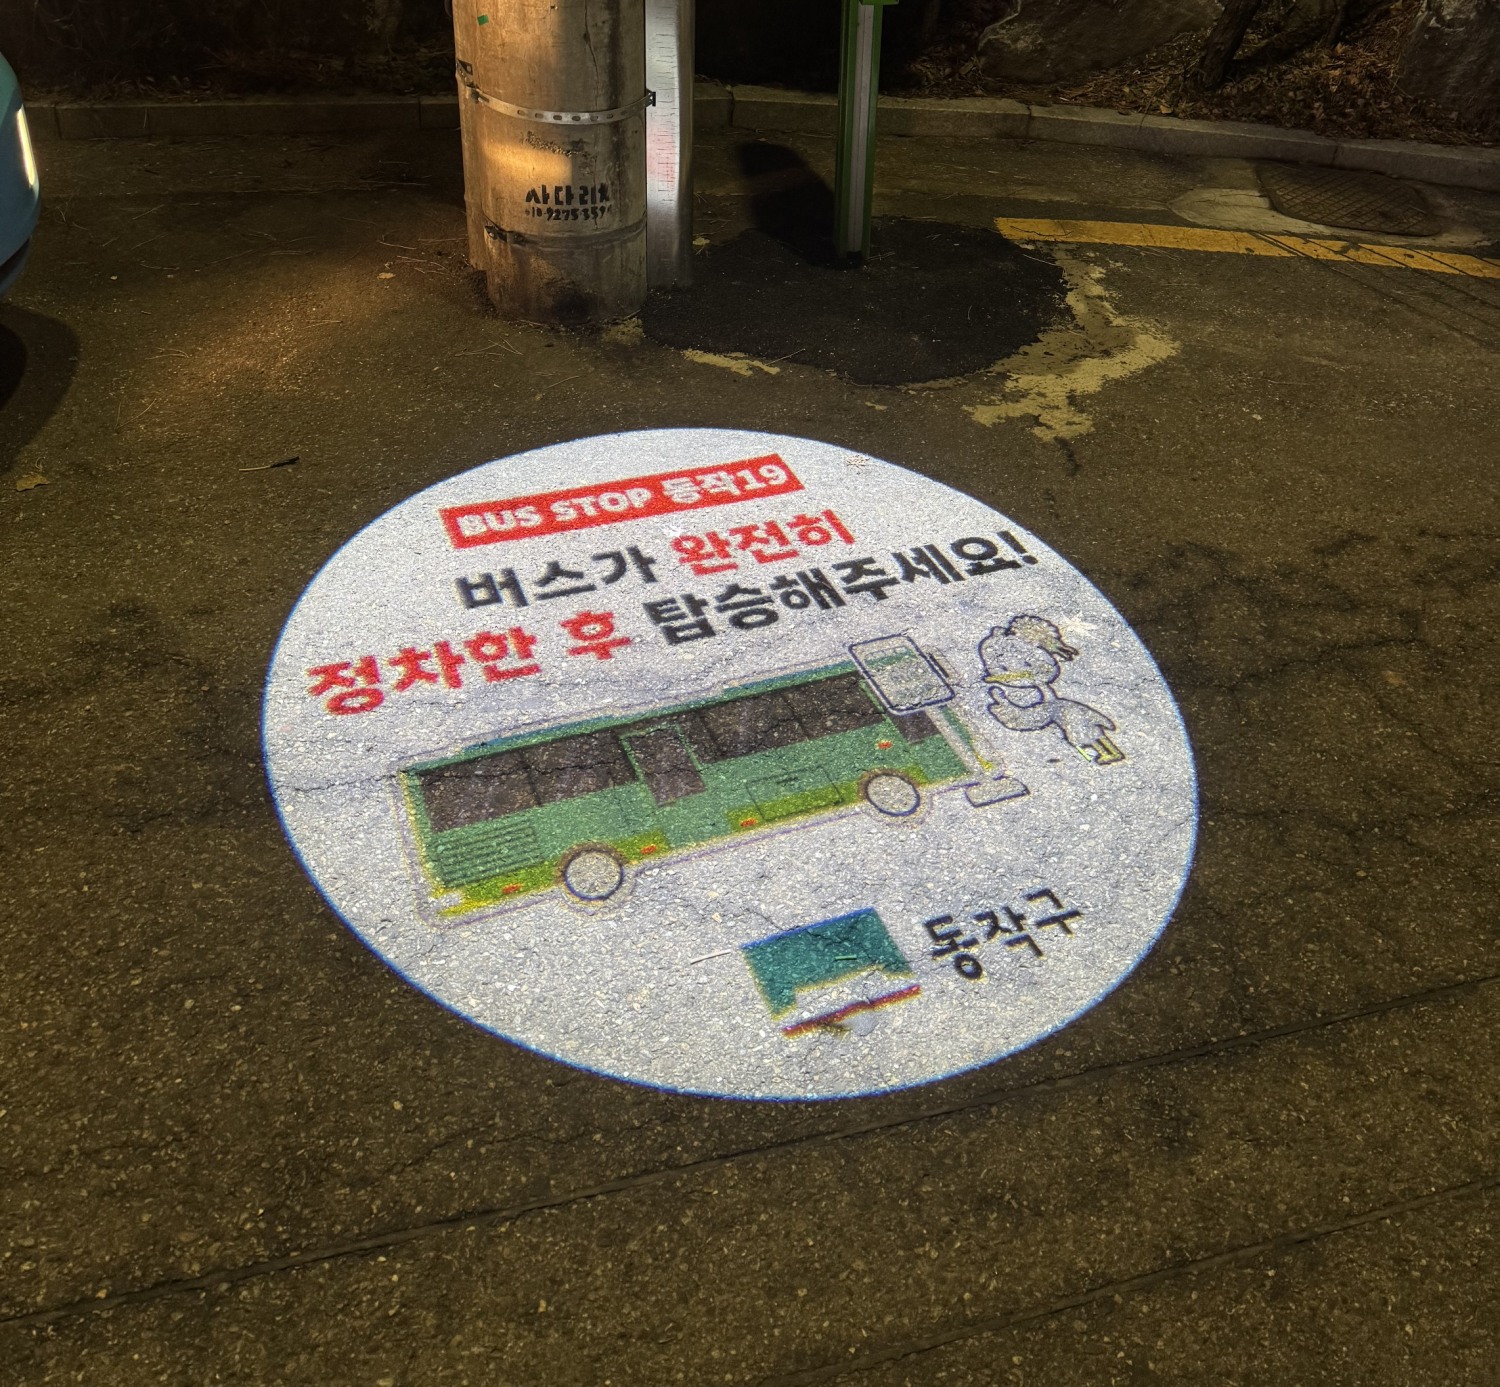 사다리차
BUS STOP 동작19
버스가 완전히
정차한 후 탑승해주세요!
동작구